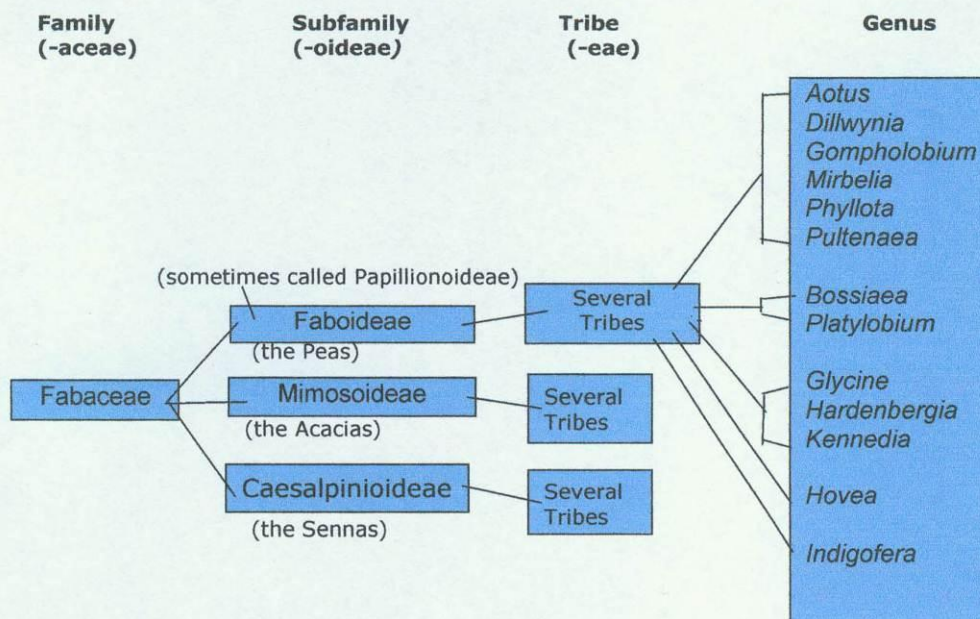 Family
(-aceae)
Subfamily
(-oideae)
Tribe
(-eae)
Genus
Aotus
Dillwynia
Gompholobium
Mirbelia
Phyllota
Pultenaea
(sometimes called Papillionoideae)
Faboideae
(the Peas)
Several
Tribes
Bossiaea
Platylobium
Fabaceae
Mimosoideae
(the Acacias)
Several
Tribes
Glycine
Hardenbergia
Kennedia
Caesalpinioideae
(the Sennas)
Several
Tribes
Hovea
Indigofera